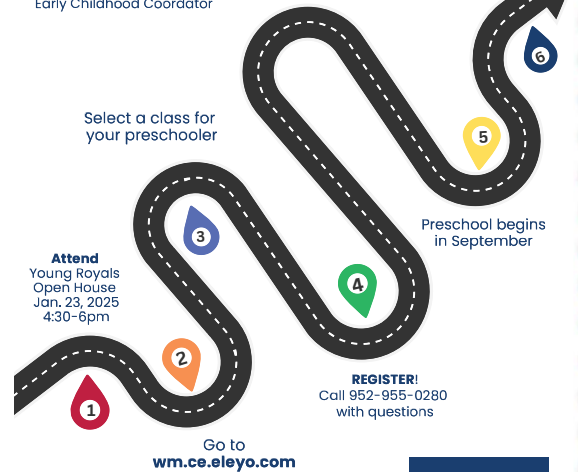 Early Childhood Coordator
Select a class for
your preschooler
Attend
Young Royals
Open House
Jan. 23, 2025
4:30-6pm
1
2
3
4
5
6
Preschool begins
in September
REGISTER!
Call 952-955-0280
with questions
Go to
wm.ce.eleyo.com